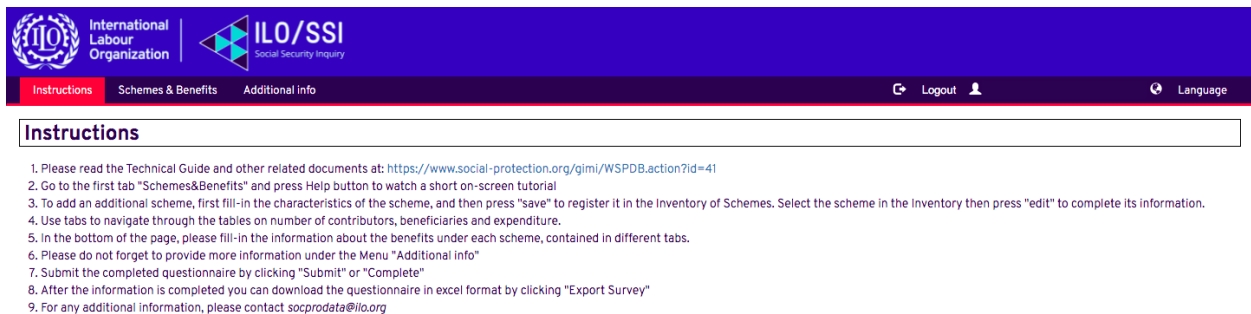 International
Labour
Organization
ILO/SSI
Social Security Inquiry
Instructions Schemes & Benefits Additional info Logout Language
Instructions
1. Please read the Technical Guide and other related documents at: https://www.social-protection.org/gimi/WSPDB.action?id=41
2. Go to the first tab "Schemes&Benefits" and press Help button to watch a short on-screen tutorial
3. To add an additional scheme, first fill-in the characteristics of the scheme, and then press "save" to register it in the Inventory of Schemes. Select the scheme in the Inventory then press "edit" to complete its information.
4. Use tabs to navigate through the tables on number of contributors, beneficiaries and expenditure.
5. In the bottom of the page, please fill-in the information about the benefits under each scheme, contained in different tabs.
6. Please do not forget to provide more information under the Menu "Additional info"
7. Submit the completed questionnaire by clicking "Submit" or "Complete"
8. After the information is completed you can download the questionnaire in excel format by clicking "Export Survey"
9. For any additional information, please contact socprodata@ilo.org